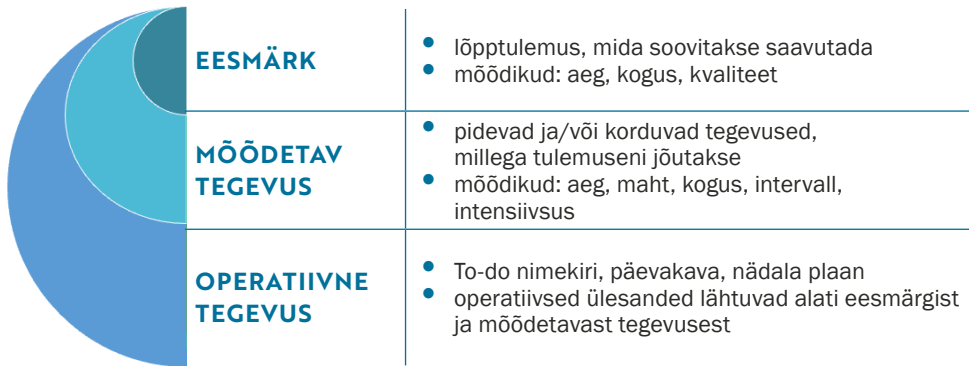 EESMÄRK
• lõpptulemus, mida soovitakse saavutada
• mõõdikud: aeg, kogus, kvaliteet
MÕÕDETAV
TEGEVUS
• pidevad ja/või korduvad tegevused,
millega tulemuseni jõutakse
• mõõdikud: aeg, maht, kogus, intervall,
intensiivsus
OPERATIIVNE
TEGEVUS
• To-do nimekiri, päevakava, nädala plaan
• operatiivsed ülesanded lähtuvad alati eesmärgist
ja mõõdetavast tegevusest